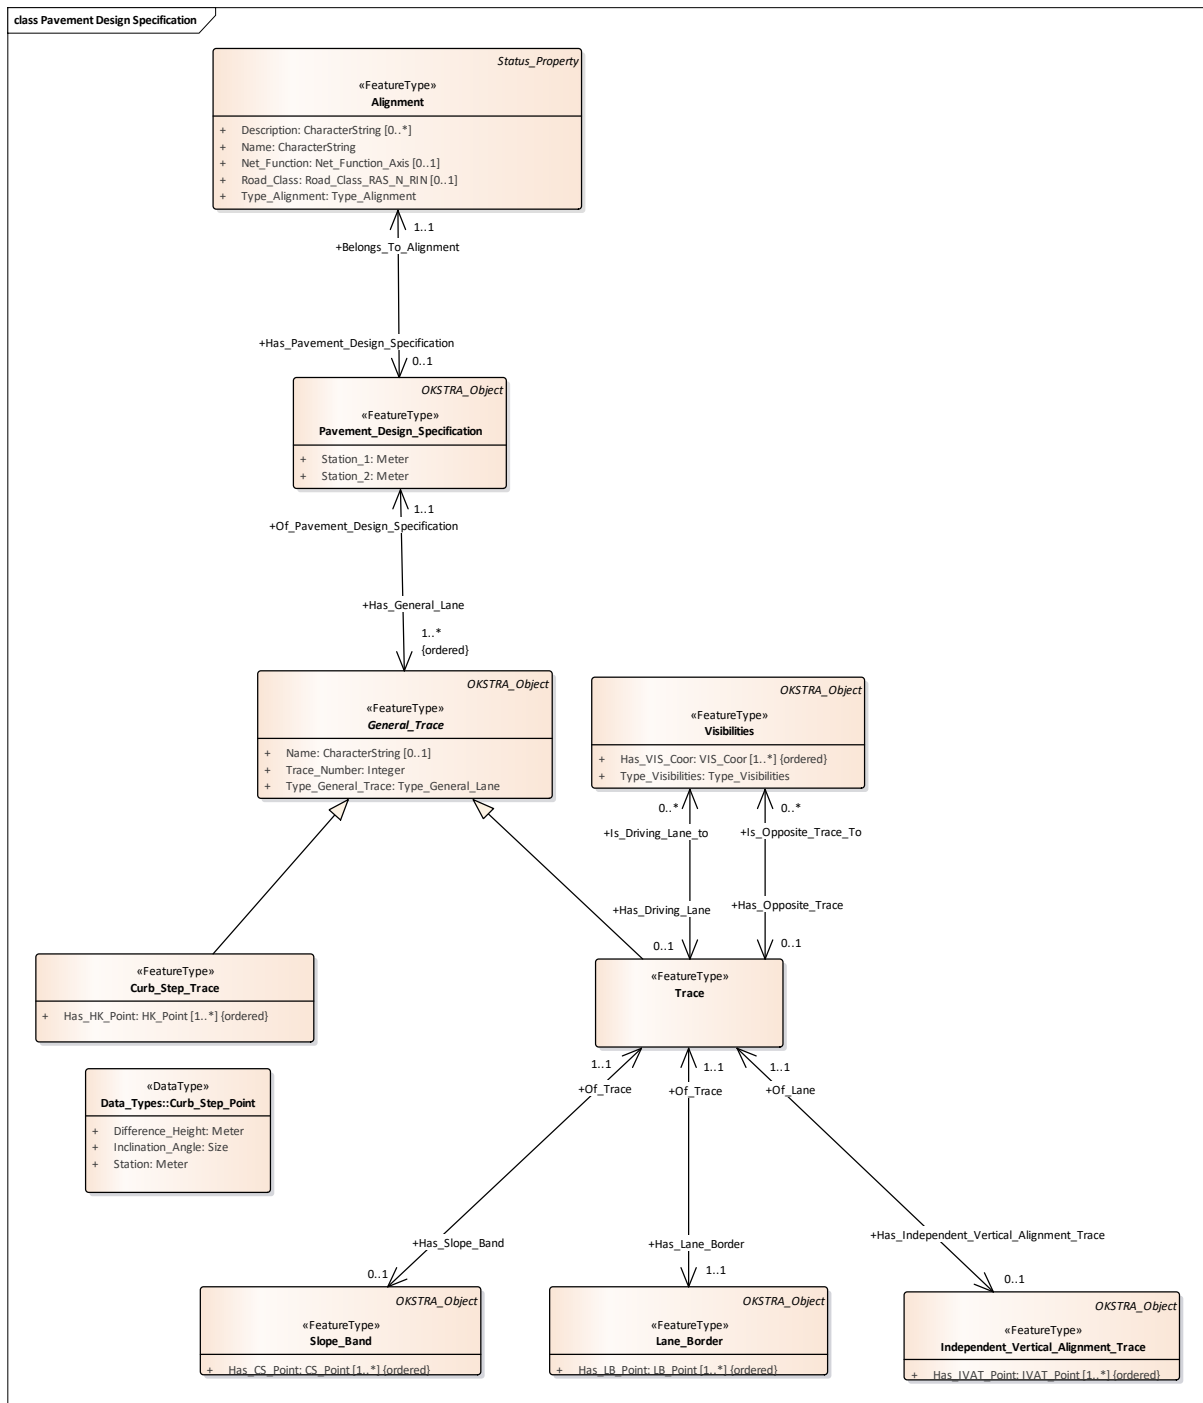 class Pavement Design Specification
Status_Property
«FeatureType»
Alignment
+ Description: CharacterString [0..*]
+ Name: CharacterString
+ Net_Function: Net_Function_Axis [0..1]
+ Road_Class: Road_Class_RAS_N_RIN [0..1]
+ Type_Alignment: Type_Alignment
1..1
+Belongs_To_Alignment
+Has_Pavement_Design_Specification
0..1
OKSTRA_Object
«FeatureType»
Pavement_Design_Specification
+ Station_1: Meter
+ Station_2: Meter
1..1
+Of_Pavement_Design_Specification
+Has_General_Lane
1..*
{ordered}
OKSTRA_Object
«FeatureType»
General_Trace
+ Name: CharacterString [0..1]
+ Trace_Number: Integer
+ Type_General_Trace: Type_General_Lane
OKSTRA_Object
«FeatureType»
Visibilities
+ Has_VIS_Coor: VIS_Coor [1..*] {ordered}
+ Type_Visibilities: Type_Visibilities
0..*
0..*
+Is_Driving_Lane_to
+Is_Opposite_Trace_To
+Has_Driving_Lane
+Has_Opposite_Trace
0..1
0..1
«FeatureType»
Curb_Step_Trace
+ Has_HK_Point: HK_Point [1..*] {ordered}
«FeatureType»
Trace
«DataType»
Data_Types::Curb_Step_Point
+ Difference_Height: Meter
+ Inclination_Angle: Size
+ Station: Meter
1..1
+Of_Trace
1..1
+Of_Trace
1..1
+Of_Lane
+Has_Slope_Band
0..1
+Has_Lane_Border
1..1
+Has_Independent_Vertical_Alignment_Trace
0..1
OKSTRA_Object
«FeatureType»
Slope_Band
+ Has_CS_Point: CS_Point [1..*] {ordered}
OKSTRA_Object
«FeatureType»
Lane_Border
+ Has_LB_Point: LB_Point [1..*] {ordered}
OKSTRA_Object
«FeatureType»
Independent_Vertical_Alignment_Trace
+ Has_IVAT_Point: IVAT_Point [1..*] {ordered}